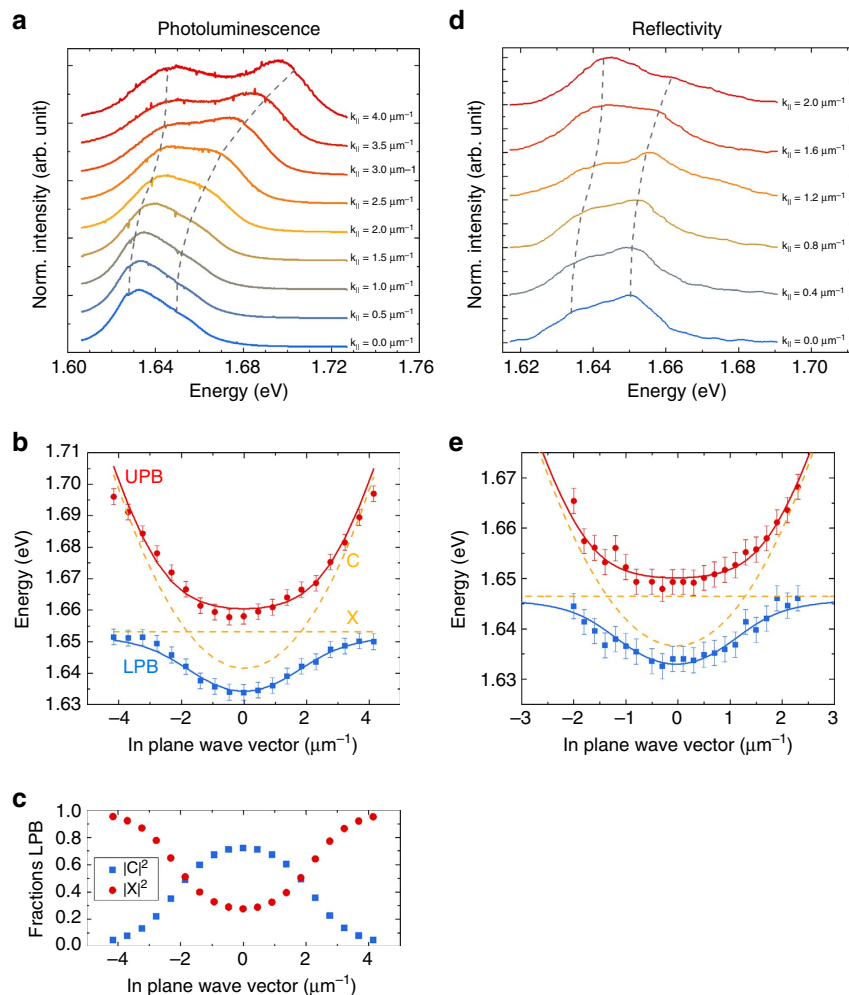 a
Photoluminescence
Norm. intensity (arb. unit)
k|| = 4.0 μm⁻¹
k|| = 3.5 μm⁻¹
k|| = 3.0 μm⁻¹
k|| = 2.5 μm⁻¹
k|| = 2.0 μm⁻¹
k|| = 1.5 μm⁻¹
k|| = 1.0 μm⁻¹
k|| = 0.5 μm⁻¹
k|| = 0.0 μm⁻¹
1.60 1.64 1.68 1.72 1.76
Energy (eV)
d
Reflectivity
Norm. intensity (arb. unit)
k|| = 2.0 μm⁻¹
k|| = 1.6 μm⁻¹
k|| = 1.2 μm⁻¹
k|| = 0.8 μm⁻¹
k|| = 0.4 μm⁻¹
k|| = 0.0 μm⁻¹
1.62 1.64 1.66 1.68 1.70
Energy (eV)
b
Energy (eV)
1.71
1.70
1.69
1.68
1.67
1.66
1.65
1.64
1.63
UPB
C
X
LPB
−4 −2 0 2 4
In plane wave vector (μm⁻¹)
e
Energy (eV)
1.67
1.66
1.65
1.64
1.63
−3 −2 −1 0 1 2 3
In plane wave vector (μm⁻¹)
c
Fractions LPB
1.0
0.8
0.6
0.4
0.2
0.0
|C|²
|X|²
−4 −2 0 2 4
In plane wave vector (μm⁻¹)